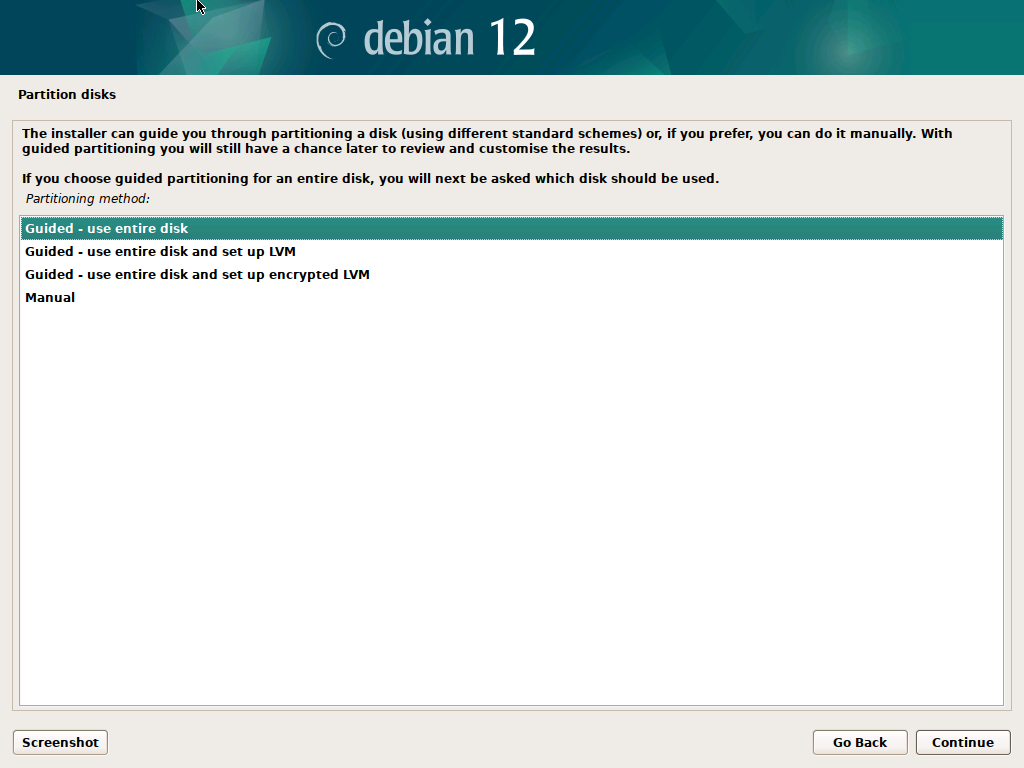 debian 12
Partition disks
The installer can guide you through partitioning a disk (using different standard schemes) or, if you prefer, you can do it manually. With
guided partitioning you will still have a chance later to review and customise the results.
If you choose guided partitioning for an entire disk, you will next be asked which disk should be used.
Partitioning method:
Guided - use entire disk
Guided - use entire disk and set up LVM
Guided - use entire disk and set up encrypted LVM
Manual
Screenshot
Go Back
Continue